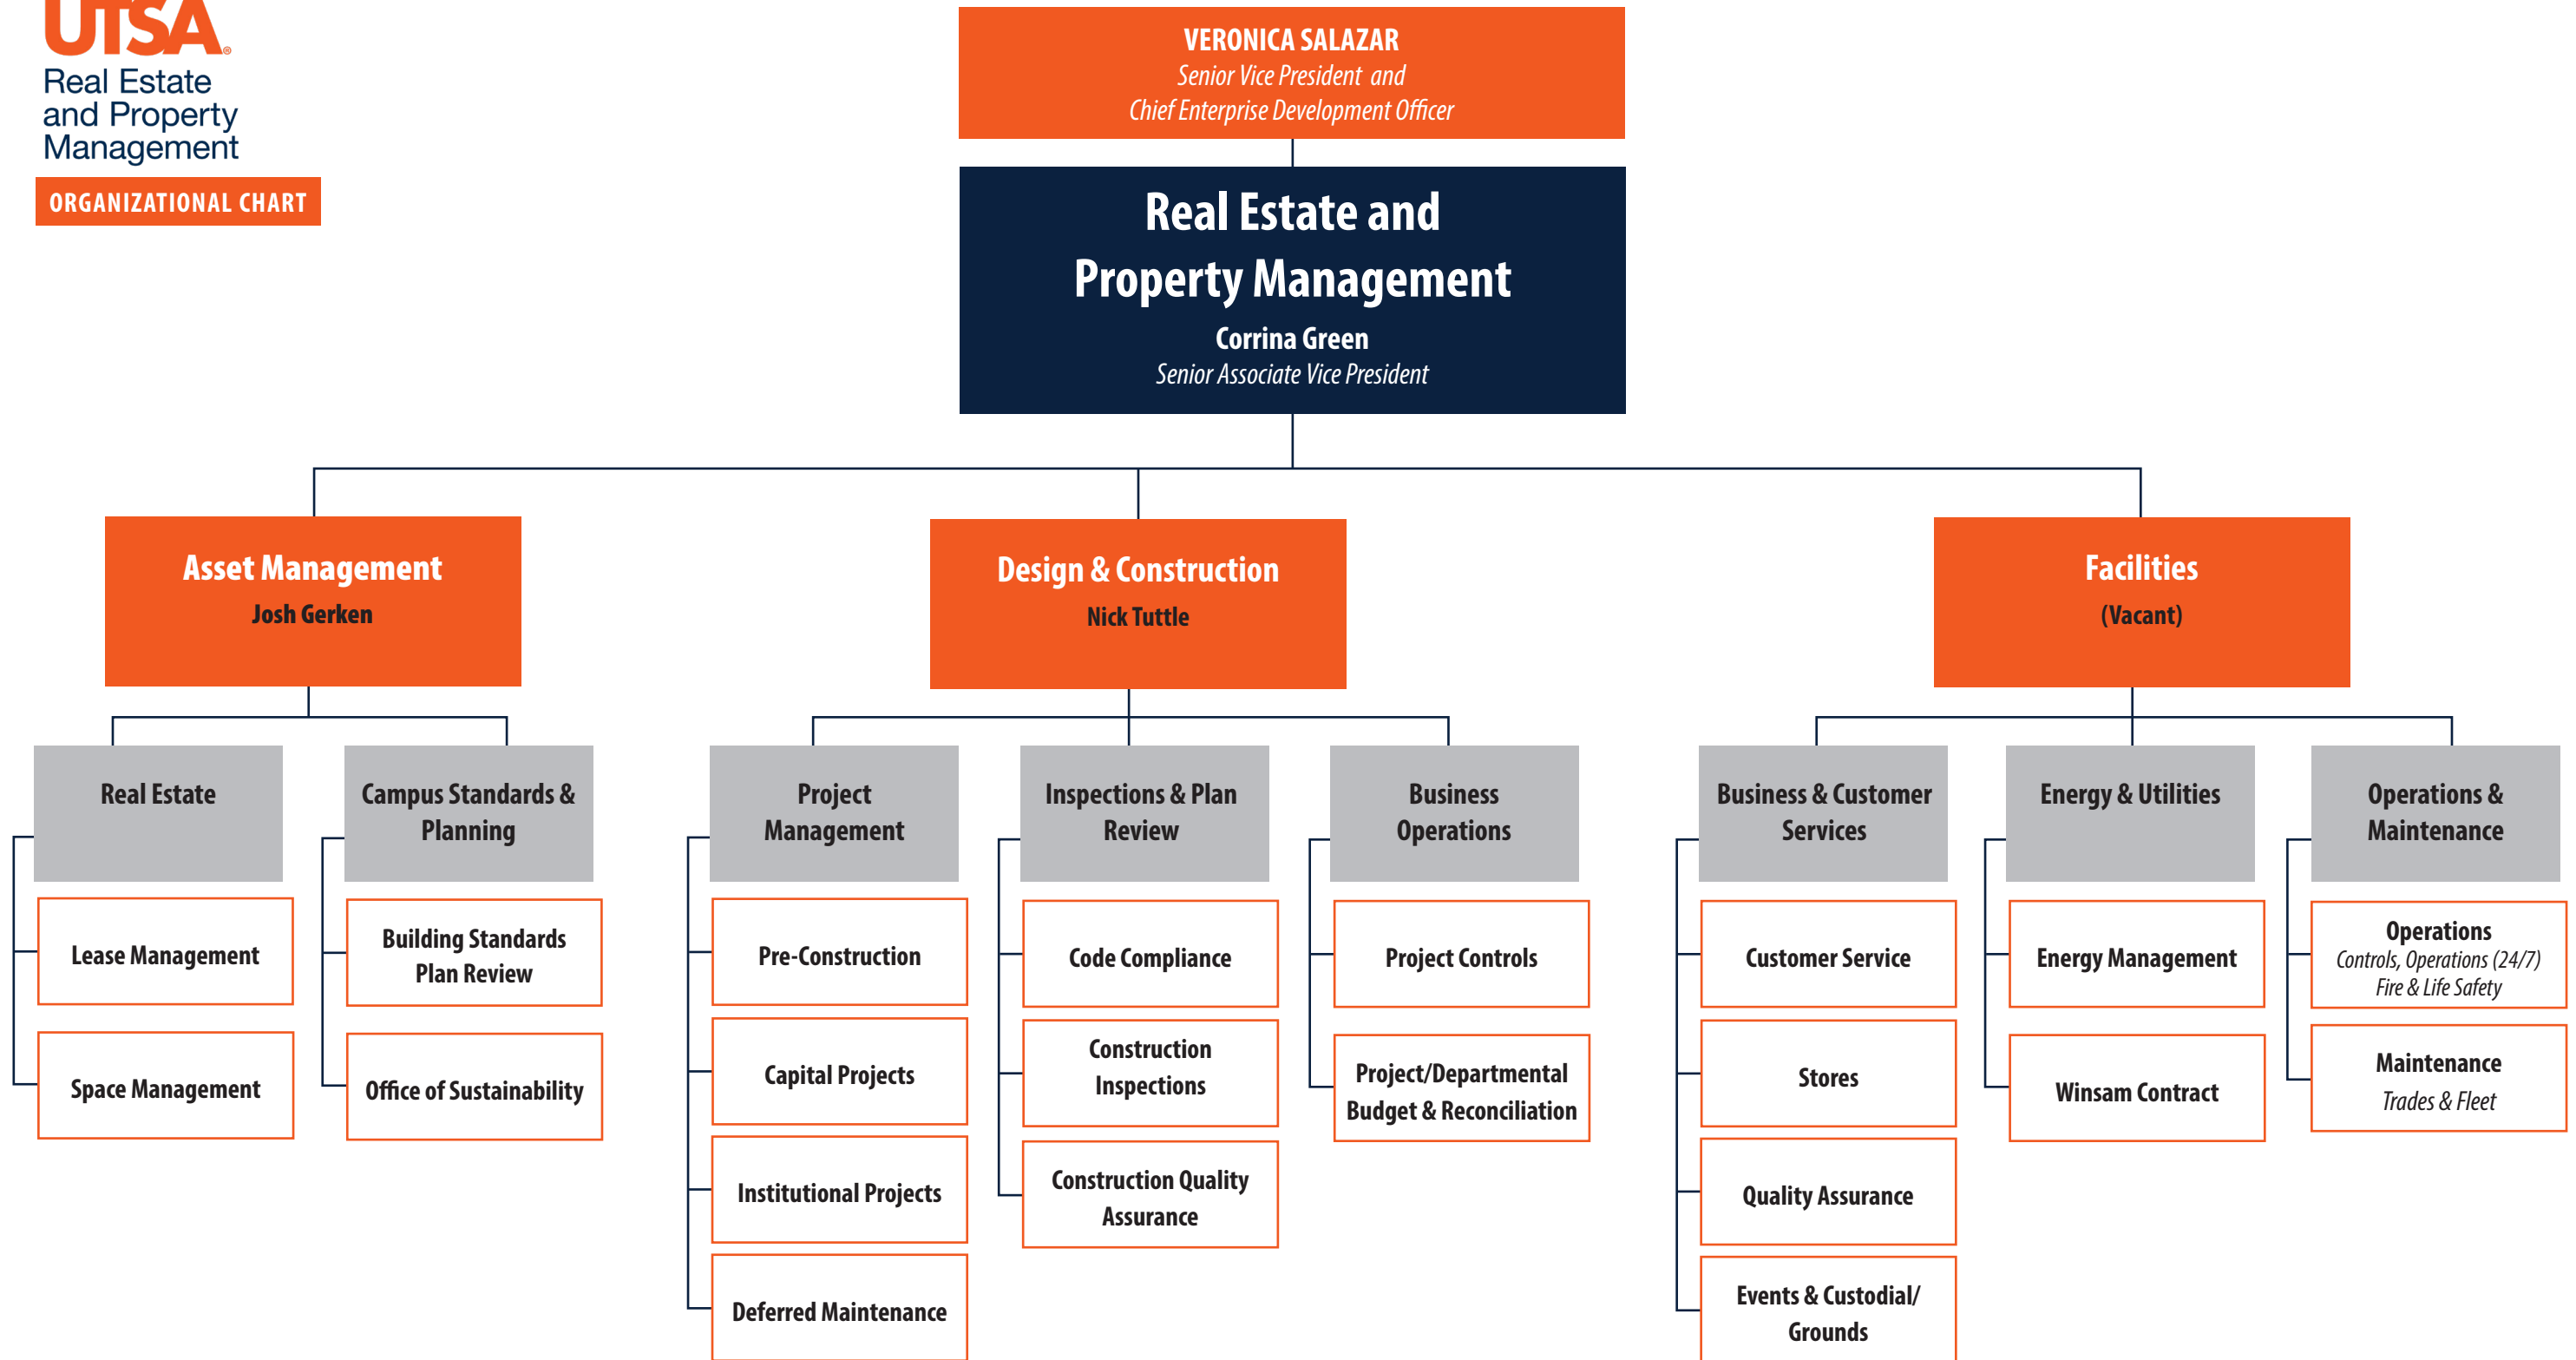 UTSA®
Real Estate
and Property
Management
ORGANIZATIONAL CHART
VERONICA SALAZAR
Senior Vice President and
Chief Enterprise Development Officer
Real Estate and
Property Management
Corrina Green
Senior Associate Vice President
Asset Management
Josh Gerken
Design & Construction
Nick Tuttle
Facilities
(Vacant)
Real Estate
Lease Management
Space Management
Campus Standards &
Planning
Building Standards
Plan Review
Office of Sustainability
Project
Management
Pre-Construction
Capital Projects
Institutional Projects
Deferred Maintenance
Inspections & Plan
Review
Code Compliance
Construction
Inspections
Construction Quality
Assurance
Business
Operations
Project Controls
Project/Departmental
Budget & Reconciliation
Business & Customer
Services
Customer Service
Stores
Quality Assurance
Events & Custodial/
Grounds
Energy & Utilities
Energy Management
Winsam Contract
Operations &
Maintenance
Operations
Controls, Operations (24/7)
Fire & Life Safety
Maintenance
Trades & Fleet